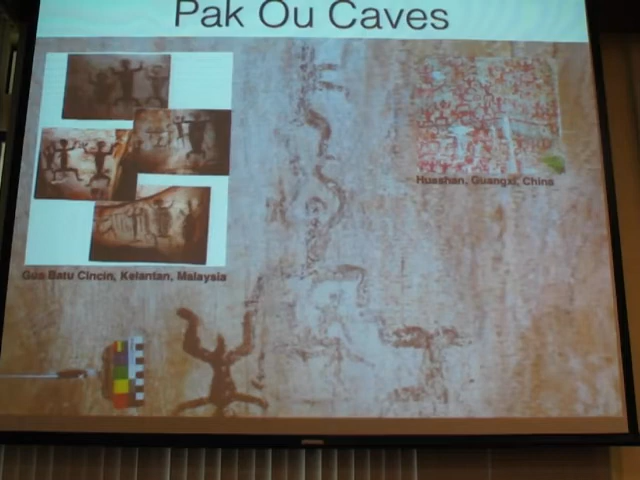 Pak Ou Caves
Huashan, Guangxi, China
Gua Batu Cincin, Kelantan, Malaysia